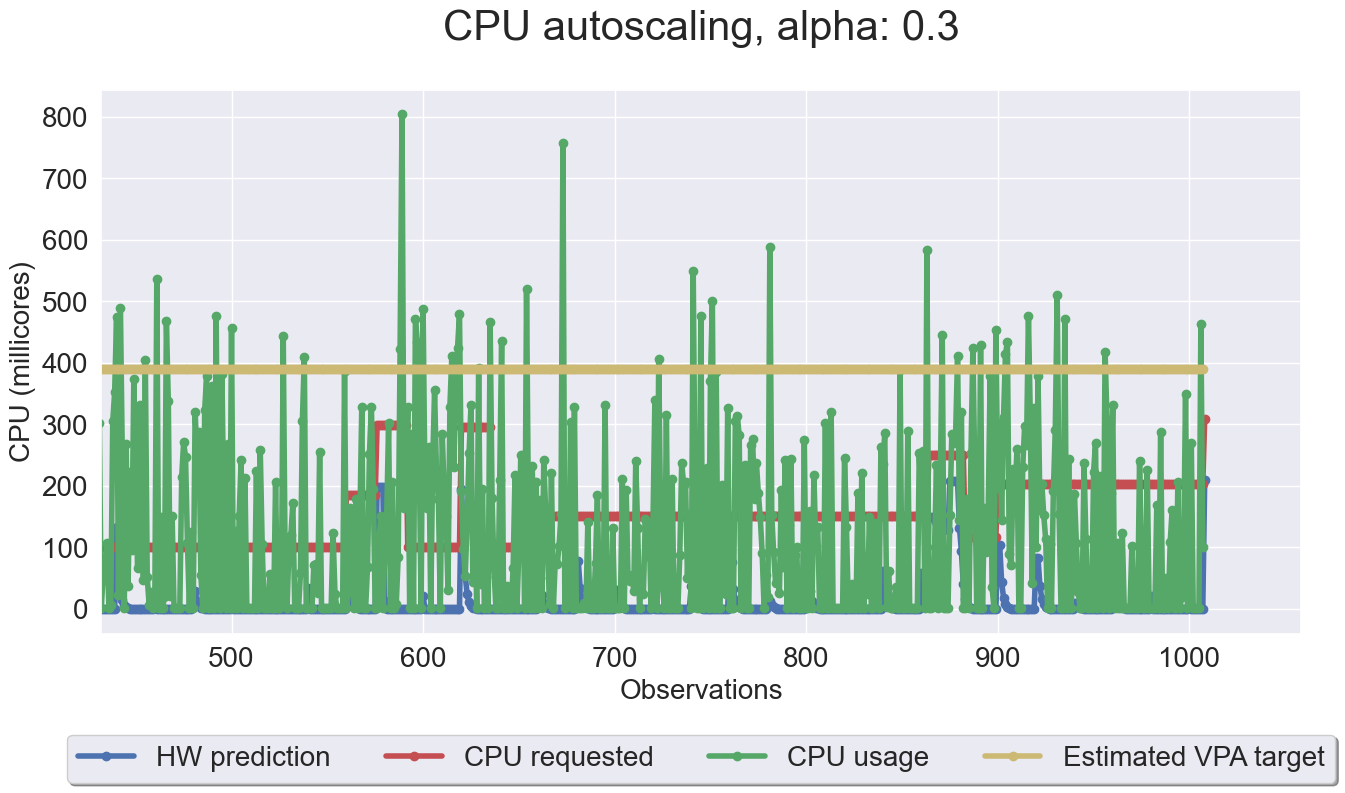 CPU autoscaling, alpha: 0.3
800
700
600
500
400
300
200
100
0
CPU (millicores)
500 600 700 800 900 1000
Observations
HW prediction CPU requested CPU usage Estimated VPA target